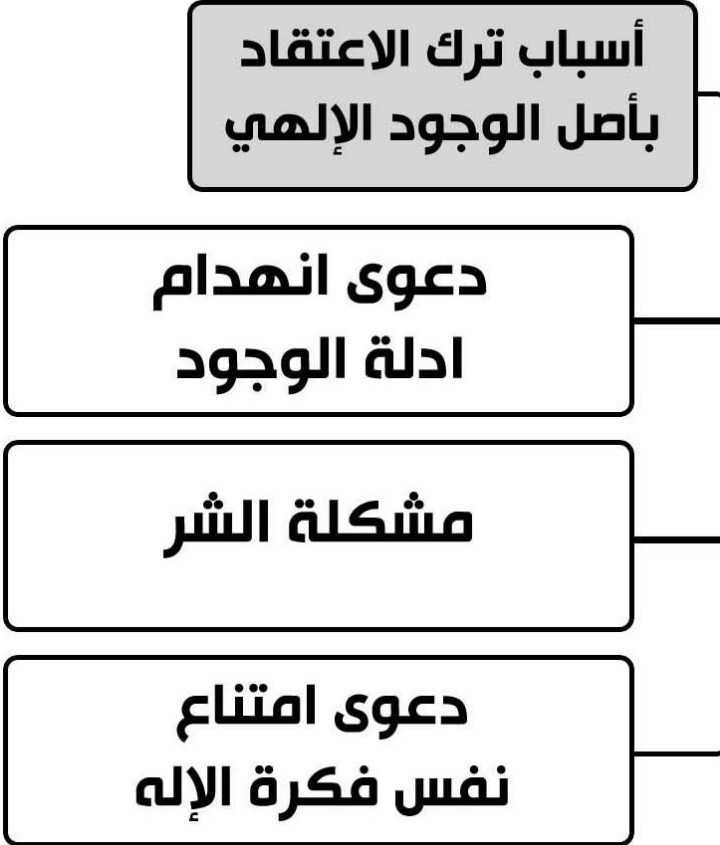 أسباب ترك الاعتقاد
بأصل الوجود الإلهي
دعوى انهدام
ادلة الوجود
مشكلة الشر
دعوى امتناع
نفس فكرة الإله